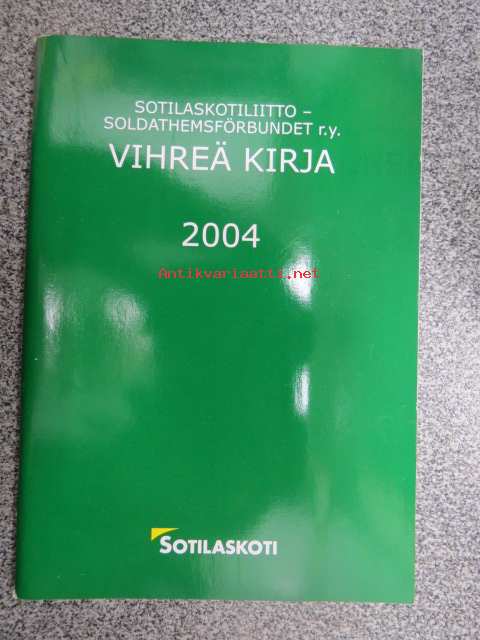 SOTILASKOTILIITTO –
SOLDATHEMSFÖRBUNDET r.y.
VIHREÄ KIRJA
2004
Antikvariaatti.net
SOTILASKOTI